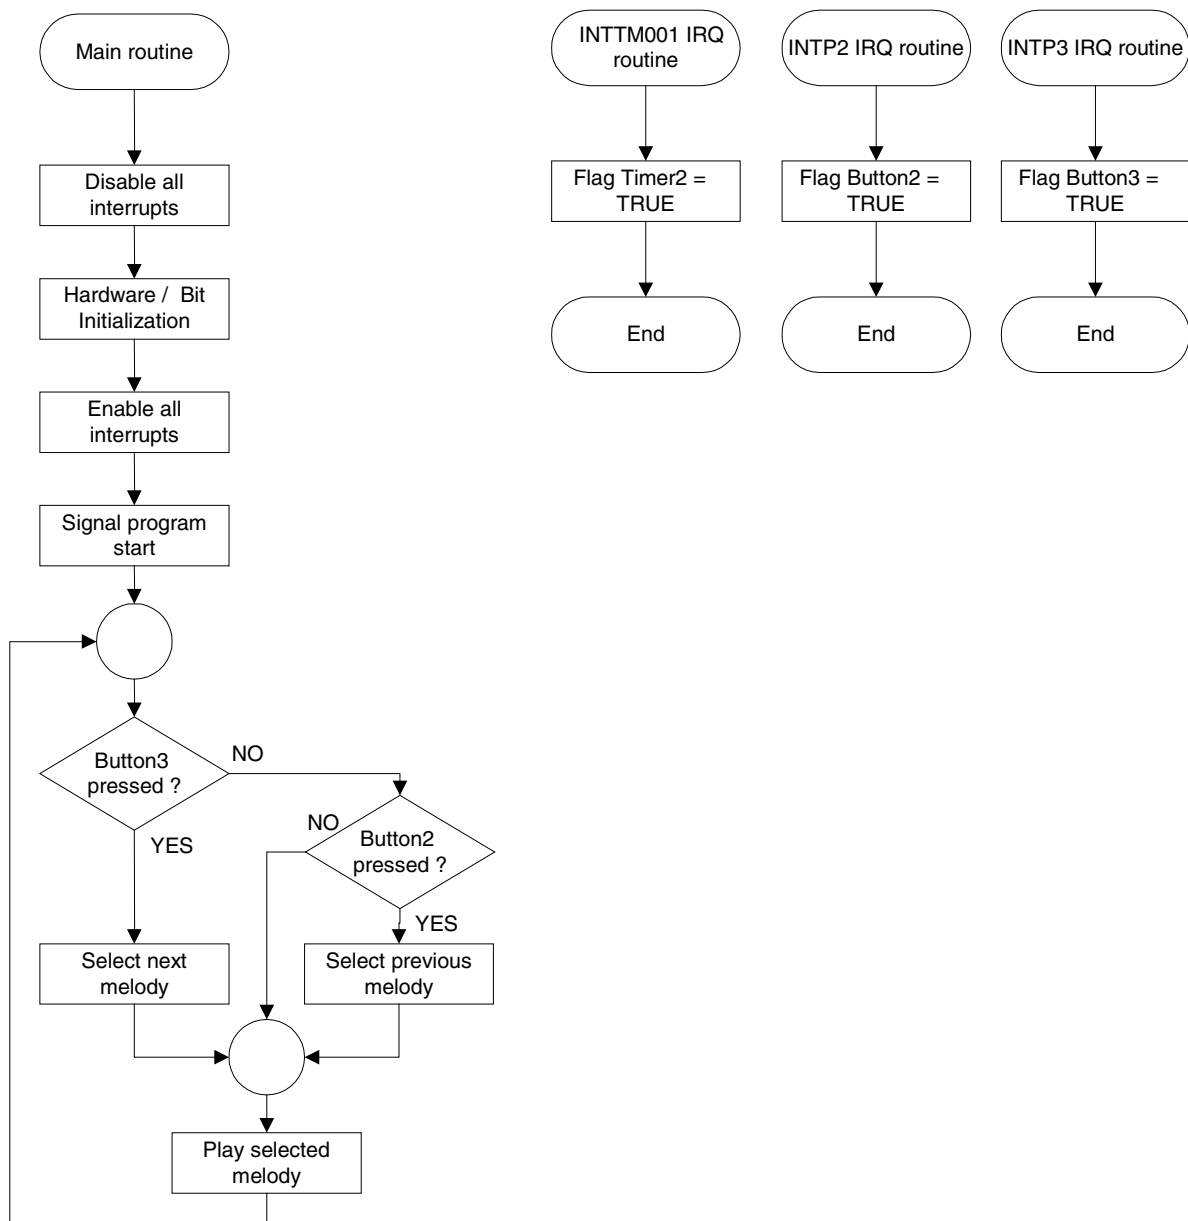 Main routine
Disable all
interrupts
Hardware / Bit
Initialization
Enable all
interrupts
Signal program
start
Button3
pressed ?
NO
YES
Button2
pressed ?
NO
YES
Select next
melody
Select previous
melody
Play selected
melody
INTTM001 IRQ
routine
Flag Timer2 =
TRUE
End
INTP2 IRQ routine
Flag Button2 =
TRUE
End
INTP3 IRQ routine
Flag Button3 =
TRUE
End